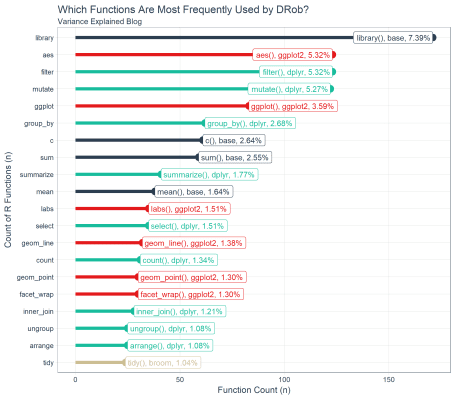 Which Functions Are Most Frequently Used by DRob?
Variance Explained Blog
library
library(), base, 7.39%
aes
aes(), ggplot2, 5.32%
filter
filter(), dplyr, 5.32%
mutate
mutate(), dplyr, 5.27%
ggplot
ggplot(), ggplot2, 3.59%
group_by
group_by(), dplyr, 2.68%
c
c(), base, 2.64%
sum
sum(), base, 2.55%
summarize
summarize(), dplyr, 1.77%
mean
mean(), base, 1.64%
labs
labs(), ggplot2, 1.51%
select
select(), dplyr, 1.51%
geom_line
geom_line(), ggplot2, 1.38%
count
count(), dplyr, 1.34%
geom_point
geom_point(), ggplot2, 1.30%
facet_wrap
facet_wrap(), ggplot2, 1.30%
inner_join
inner_join(), dplyr, 1.21%
ungroup
ungroup(), dplyr, 1.08%
arrange
arrange(), dplyr, 1.08%
tidy
tidy(), broom, 1.04%
0 50 100 150
Function Count (n)
Count of R Functions (n)